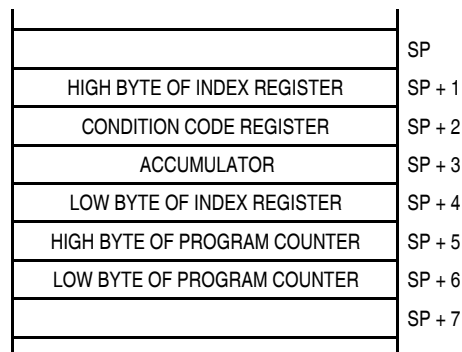 SP
HIGH BYTE OF INDEX REGISTER SP + 1
CONDITION CODE REGISTER SP + 2
ACCUMULATOR SP + 3
LOW BYTE OF INDEX REGISTER SP + 4
HIGH BYTE OF PROGRAM COUNTER SP + 5
LOW BYTE OF PROGRAM COUNTER SP + 6
SP + 7